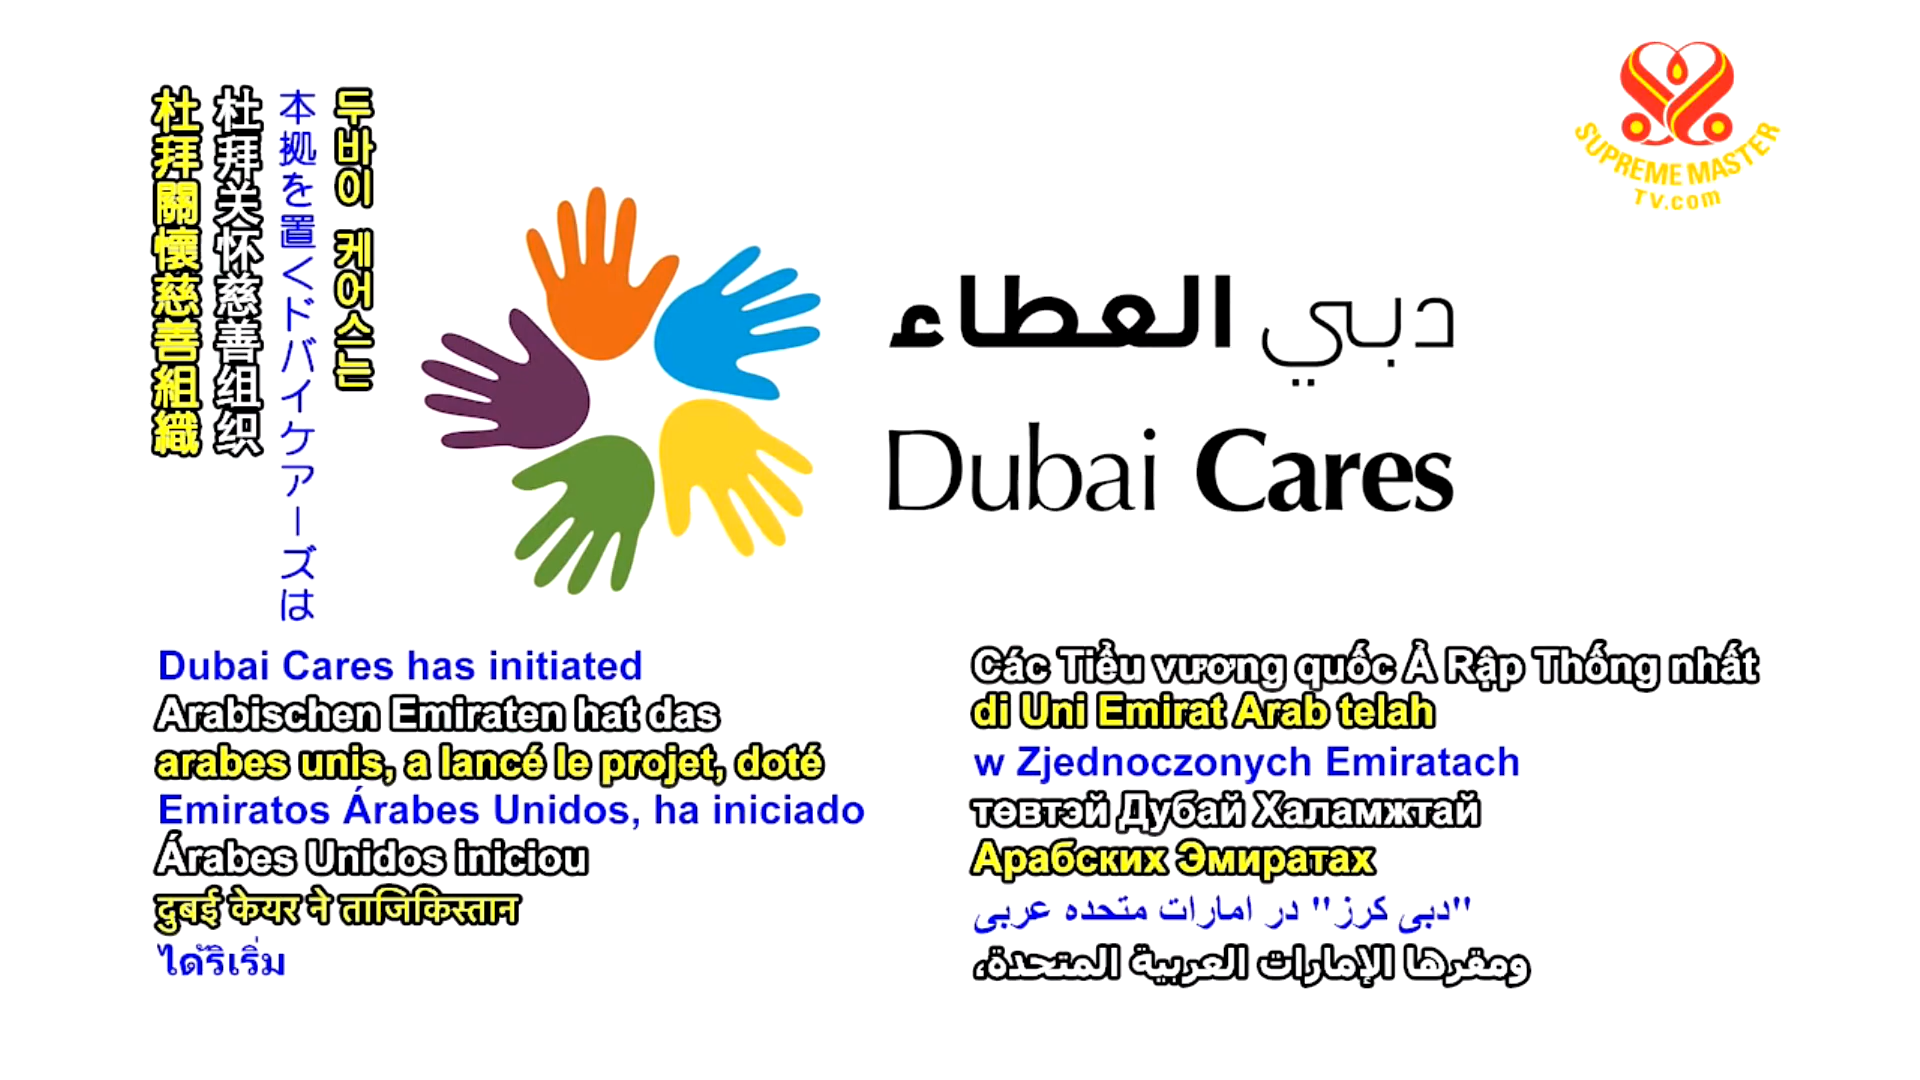 杜拜關懷慈善組織
杜拜关怀慈善组织
本拠を置くドバイケアーズは
두바이 케어스는
SUPREME MASTER
TV.com
دبي العطاء
Dubai Cares
Dubai Cares has initiated
Arabischen Emiraten hat das
arabes unis, a lancé le projet, doté
Emiratos Árabes Unidos, ha iniciado
Árabes Unidos iniciou
दुबई केयर ने ताजिकिस्तान
ได้ริเริ่ม
Các Tiểu vương quốc Ả Rập Thống nhất
di Uni Emirat Arab telah
w Zjednoczonych Emiratach
төвтэй Дубай Халамжтай
Арабских Эмиратах
"دبی کرز" در امارات متحده عربی
ومقرها الإمارات العربية المتحدة،